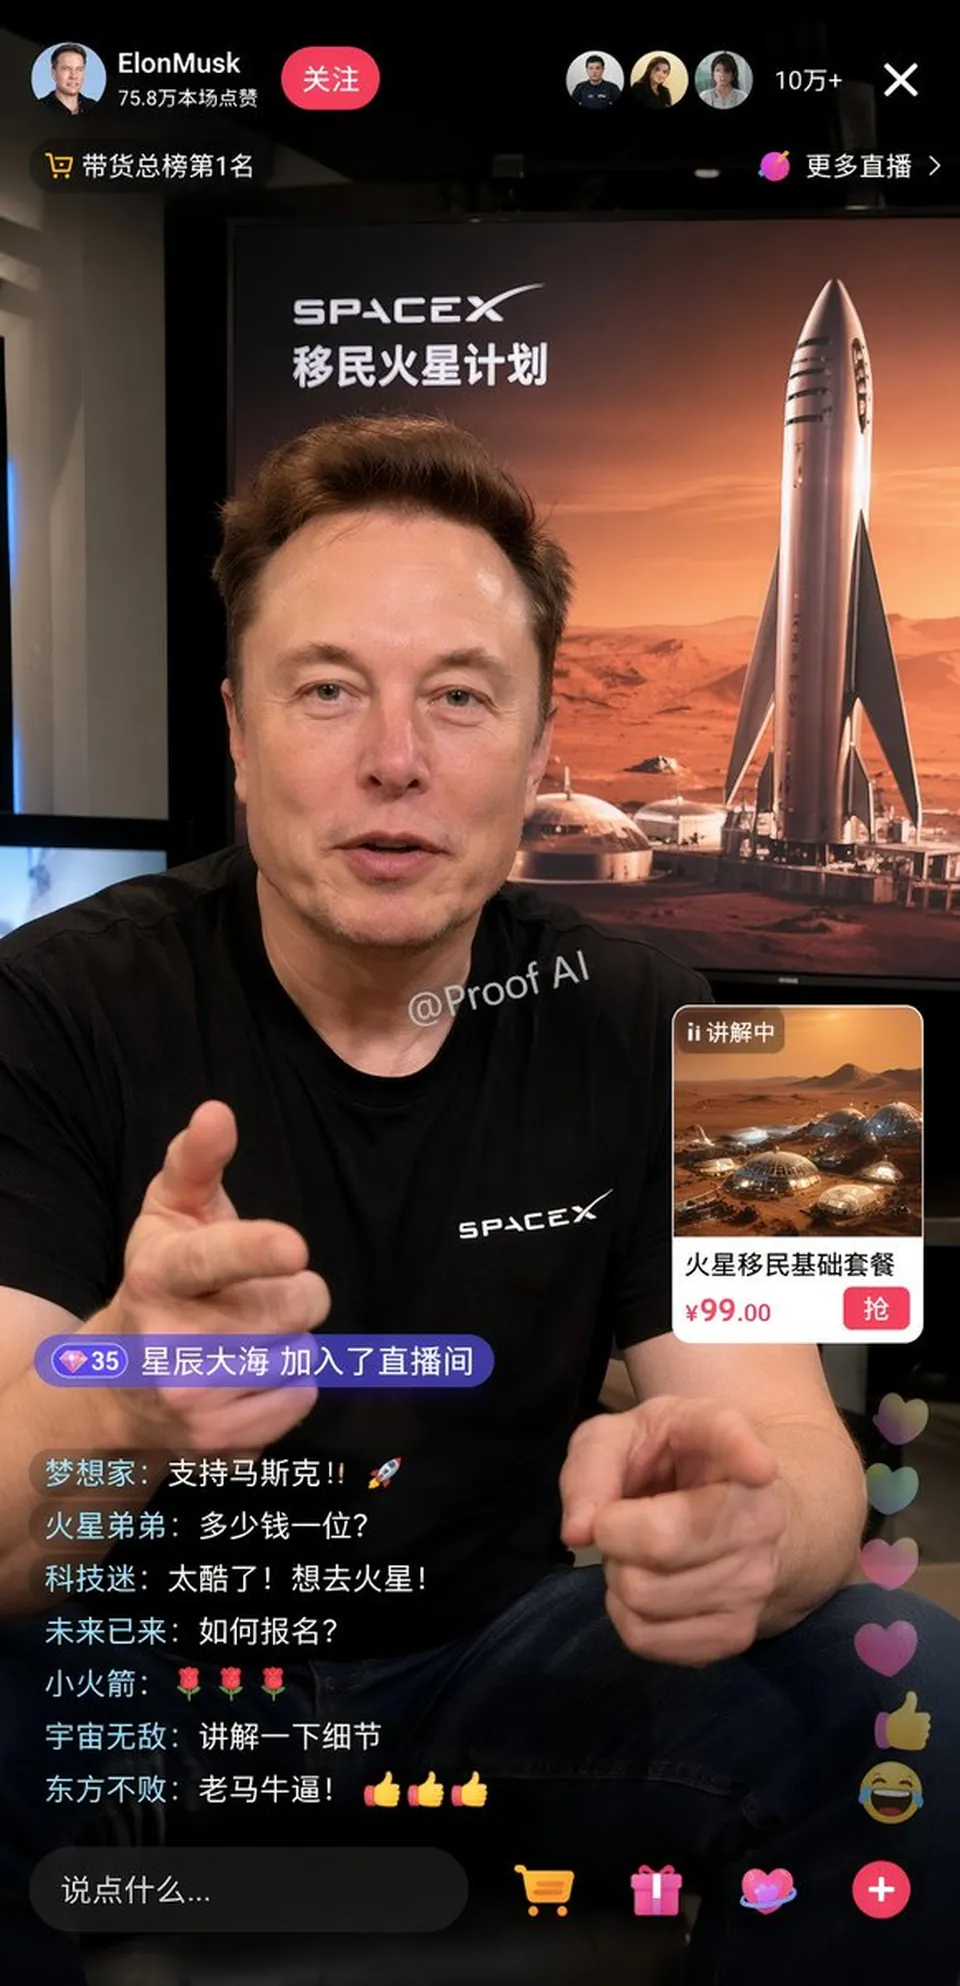 ElonMusk
75.8万本场点赞
关注
10万+
带货总榜第1名
更多直播
SPACEX
移民火星计划
@Proof AI
讲解中
SPACEX
火星移民基础套餐
¥99.00
抢
35 星辰大海 加入了直播间
梦想家：支持马斯克!!
火星弟弟：多少钱一位？
科技迷：太酷了！想去火星！
未来已来：如何报名？
小火箭：🌹🌹🌹
宇宙无敌：讲解一下细节
东方不败：老马牛逼！👍👍👍
说点什么...